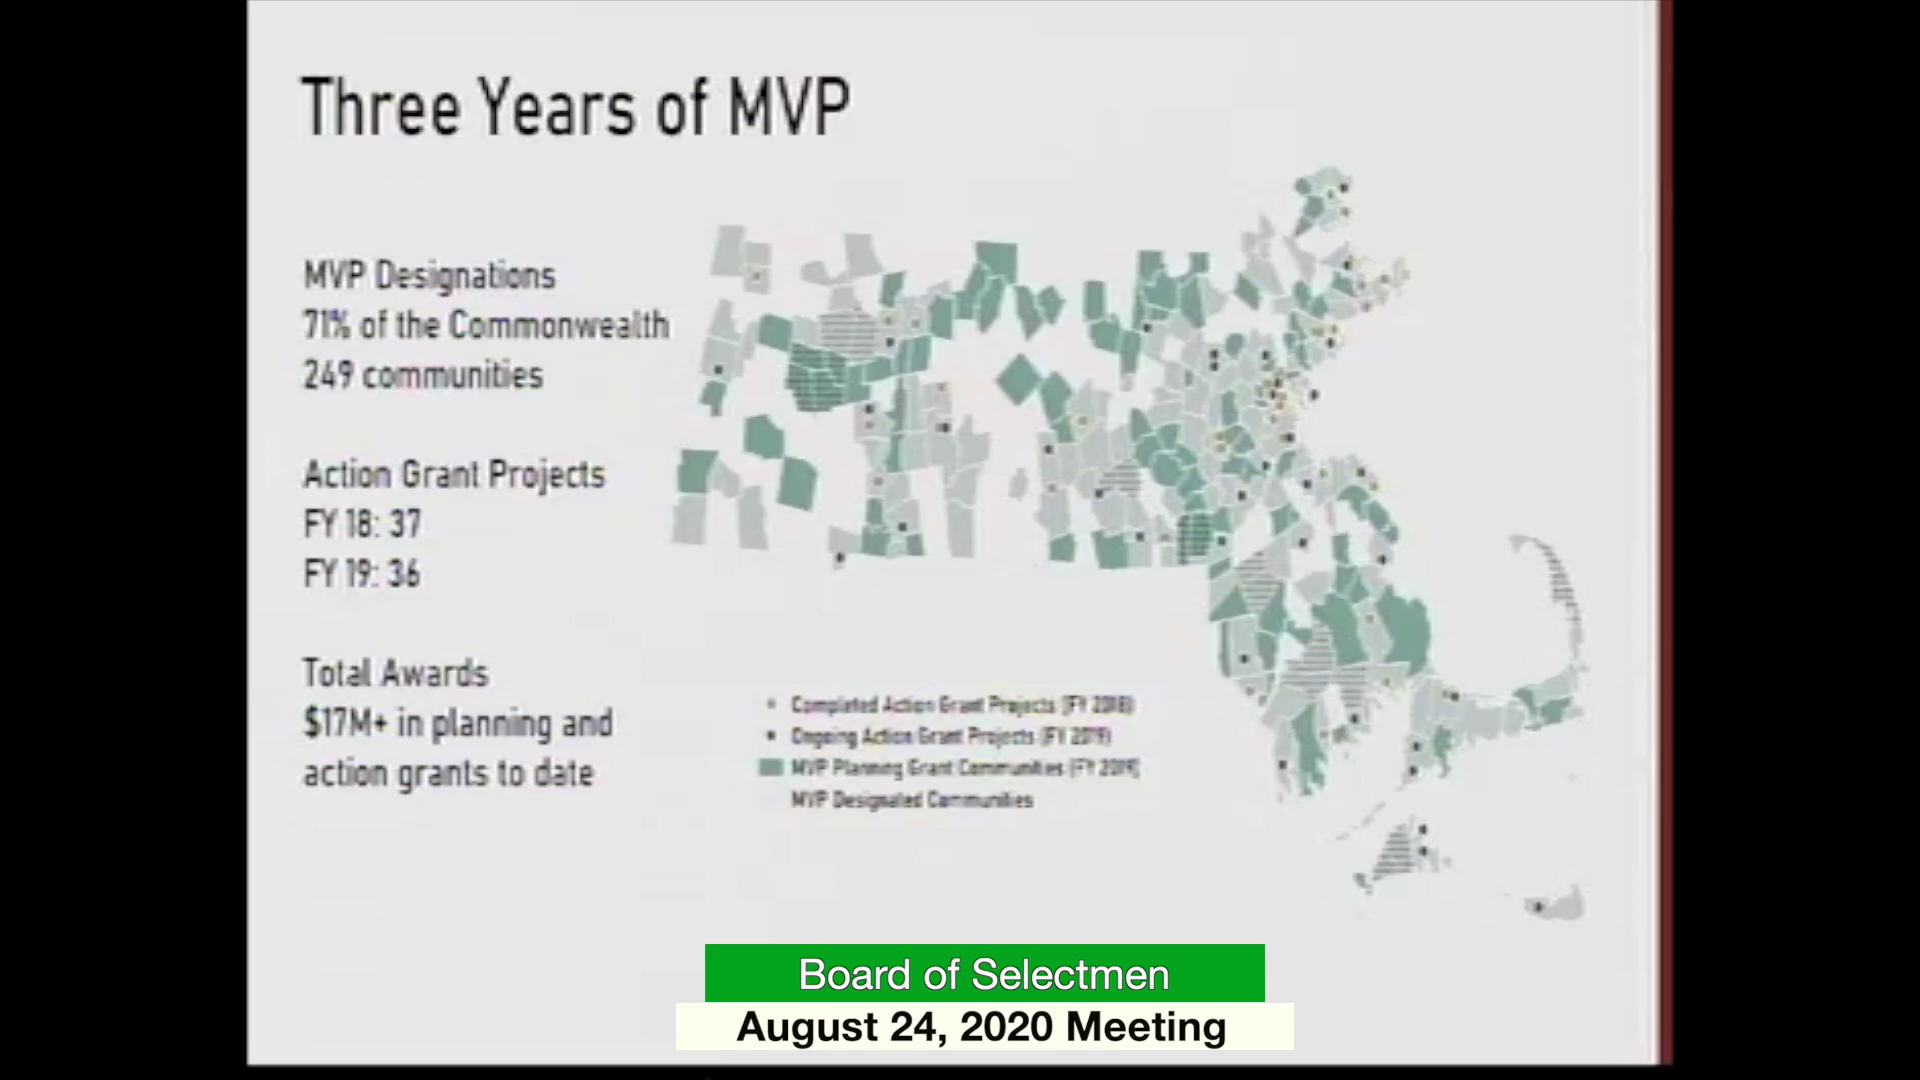 Three Years of MVP
MVP Designations
71% of the Commonwealth
249 communities
Action Grant Projects
FY 18: 37
FY 19: 36
Total Awards
$17M+ in planning and
action grants to date
Completed Action Grant Projects (FY 2018)
Ongoing Action Grant Projects (FY 2019)
MVP Planning Grant Communities (FY 2019)
MVP Designated Communities
Board of Selectmen
August 24, 2020 Meeting